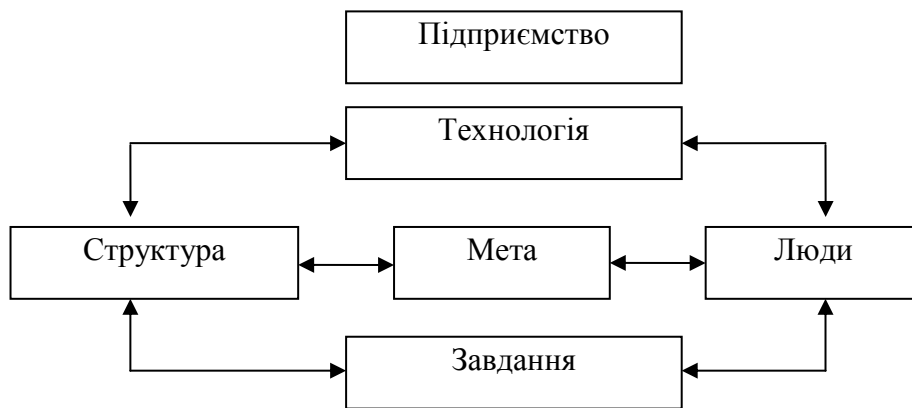 Підприємство
Технологія
Структура
Мета
Люди
Завдання